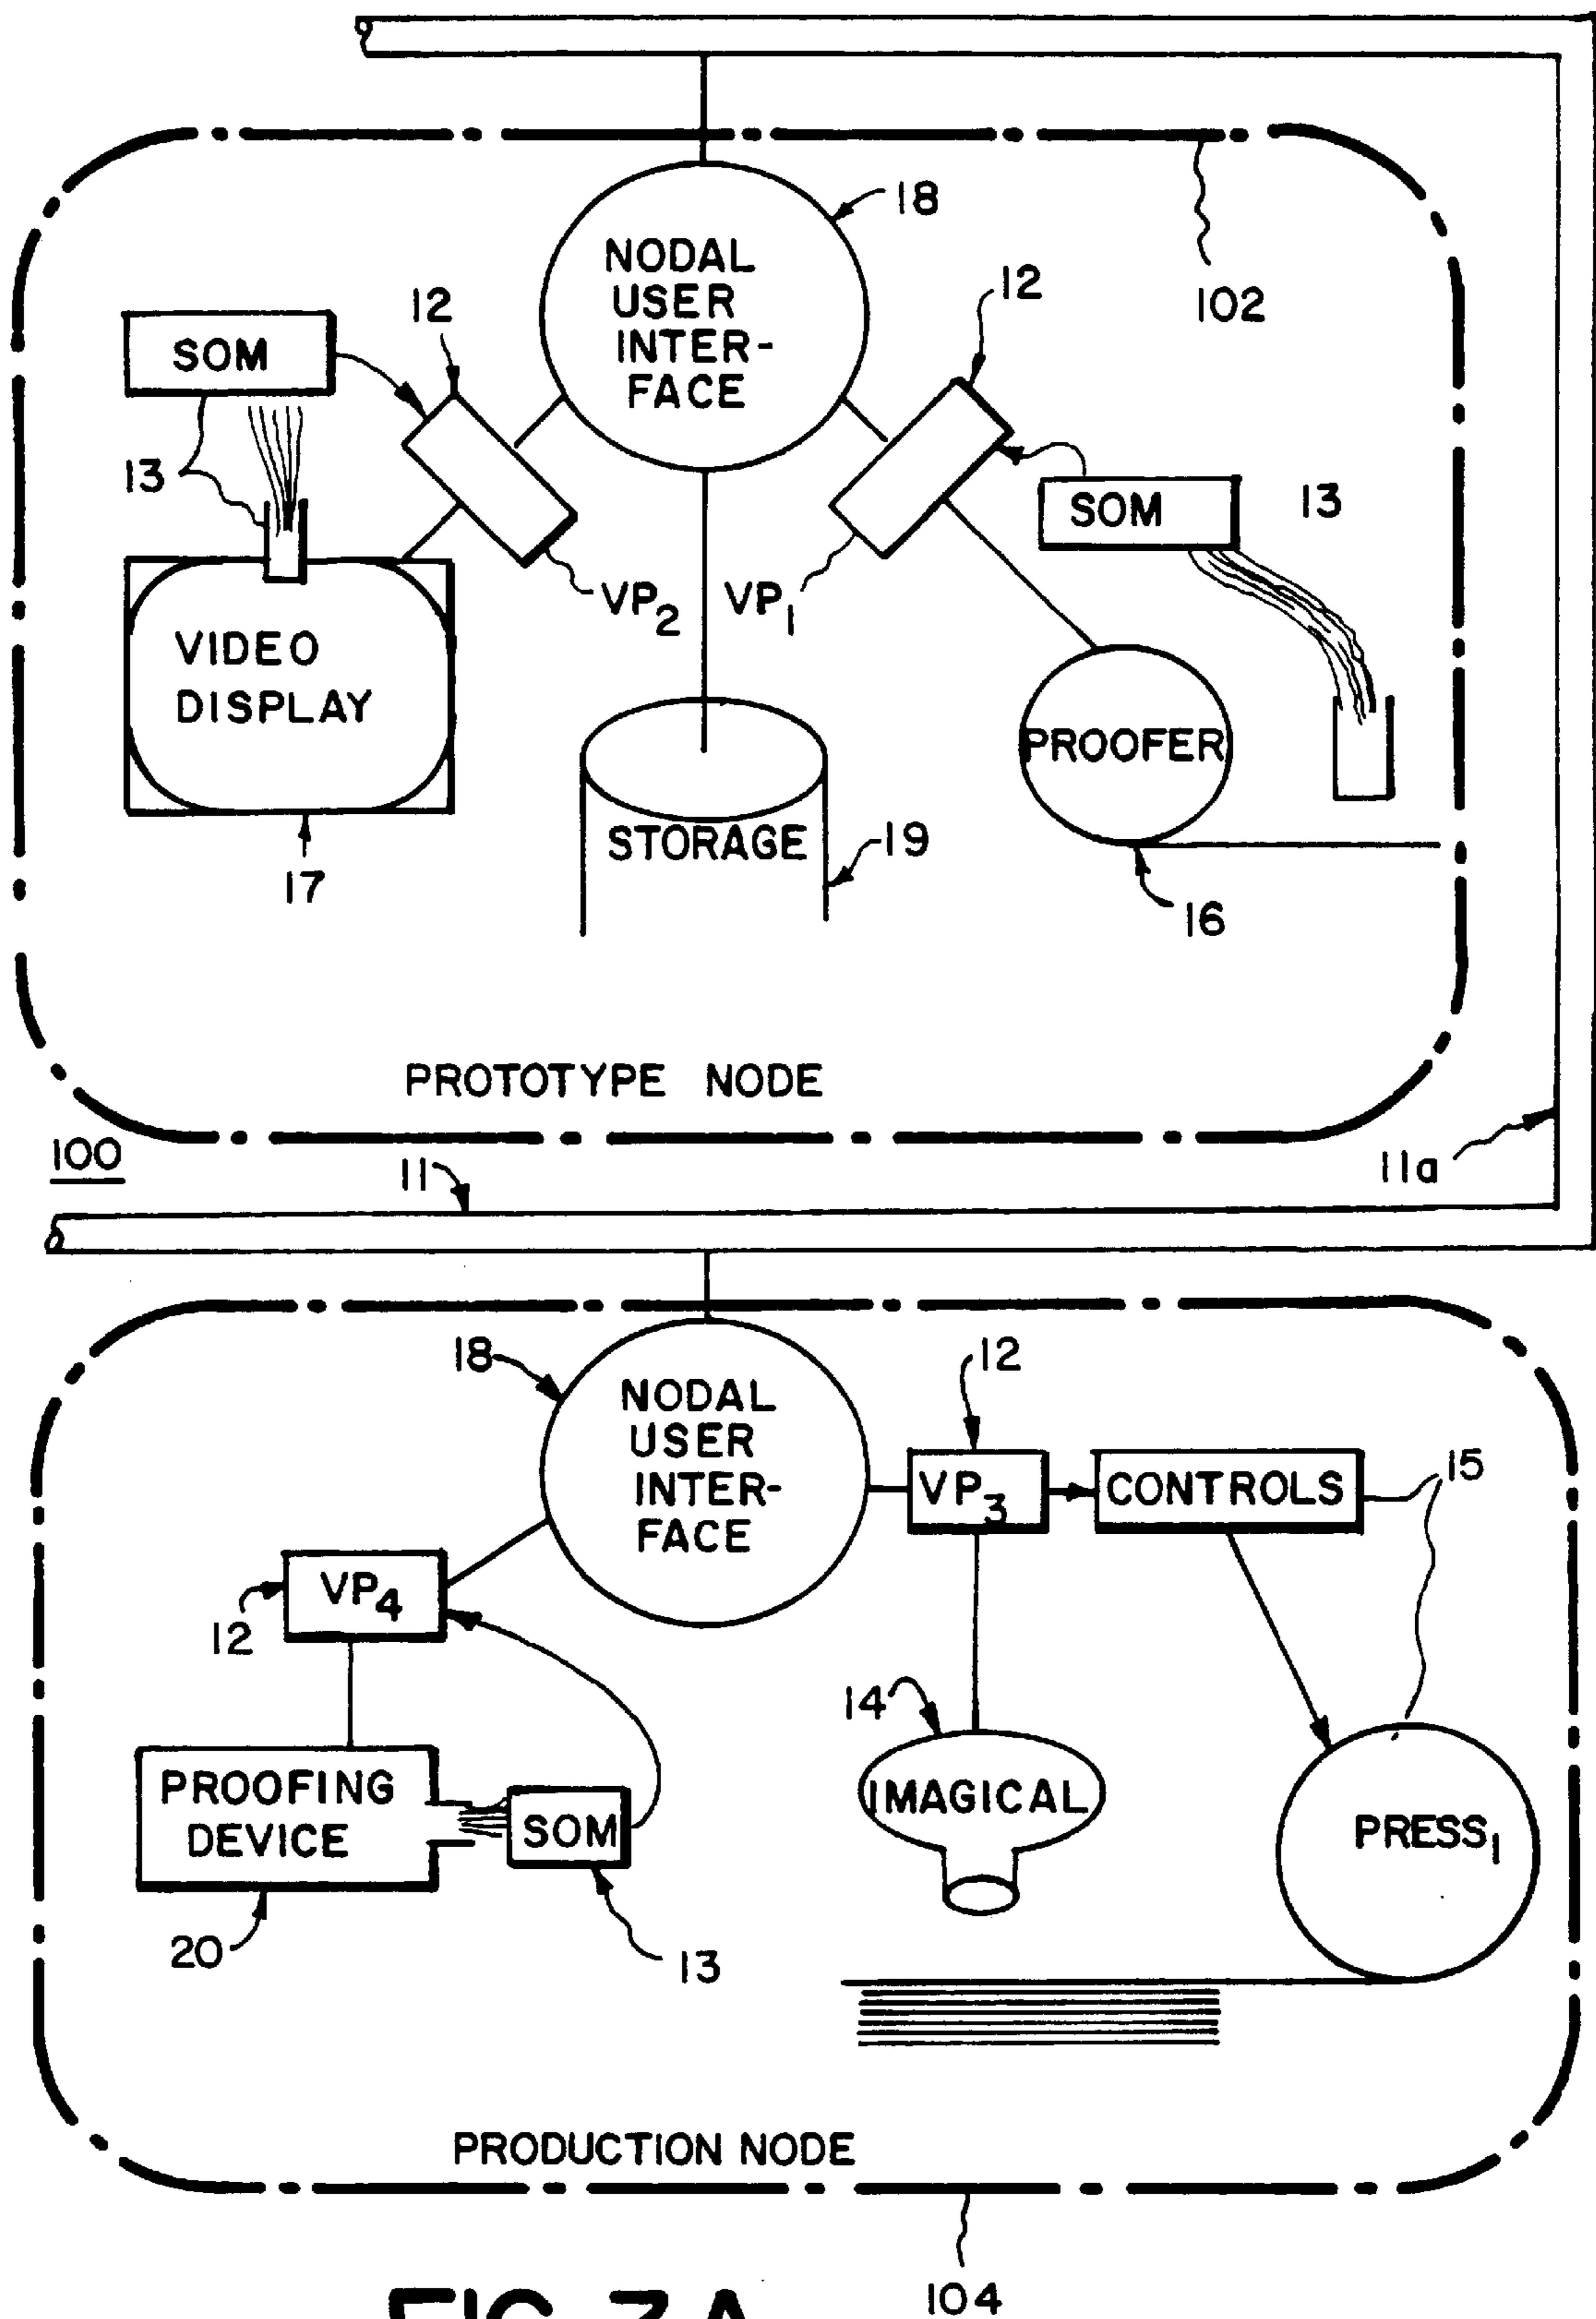 18
NODAL
USER
INTER-
FACE
12
12
102
SOM
13
SOM
13
VP2
VP1
VIDEO
DISPLAY
PROOFER
STORAGE
19
17
16
PROTOTYPE NODE
100
11
11a
18
NODAL
USER
INTER-
FACE
12
VP3
CONTROLS
15
VP4
12
14
PROOFING
DEVICE
SOM
IMAGICAL
PRESS1
20
13
PRODUCTION NODE
104
FIG. 3A